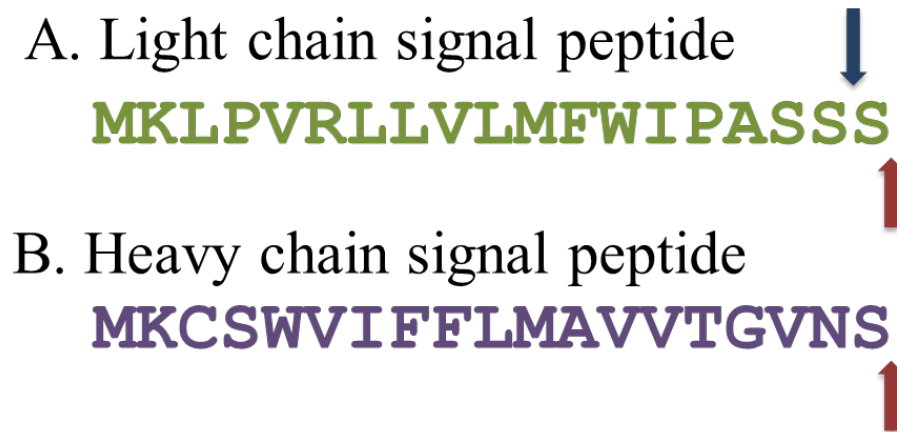 A. Light chain signal peptide
MKLPVRLLVLMFWIPASSS
B. Heavy chain signal peptide
MKCSWVIFFLMAVVTGVNS